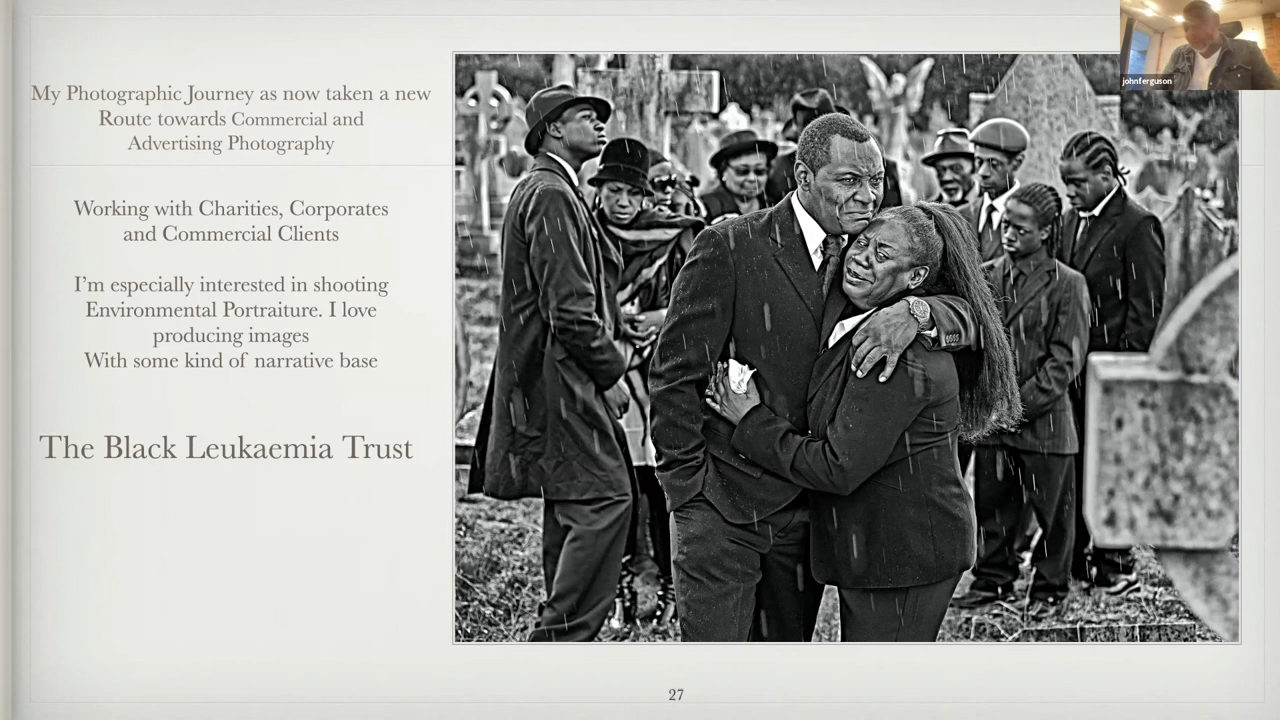 My Photographic Journey as now taken a new
Route towards Commercial and
Advertising Photography
Working with Charities, Corporates
and Commercial Clients
I'm especially interested in shooting
Environmental Portraiture. I love
producing images
With some kind of narrative base
The Black Leukaemia Trust
johnferguson
27